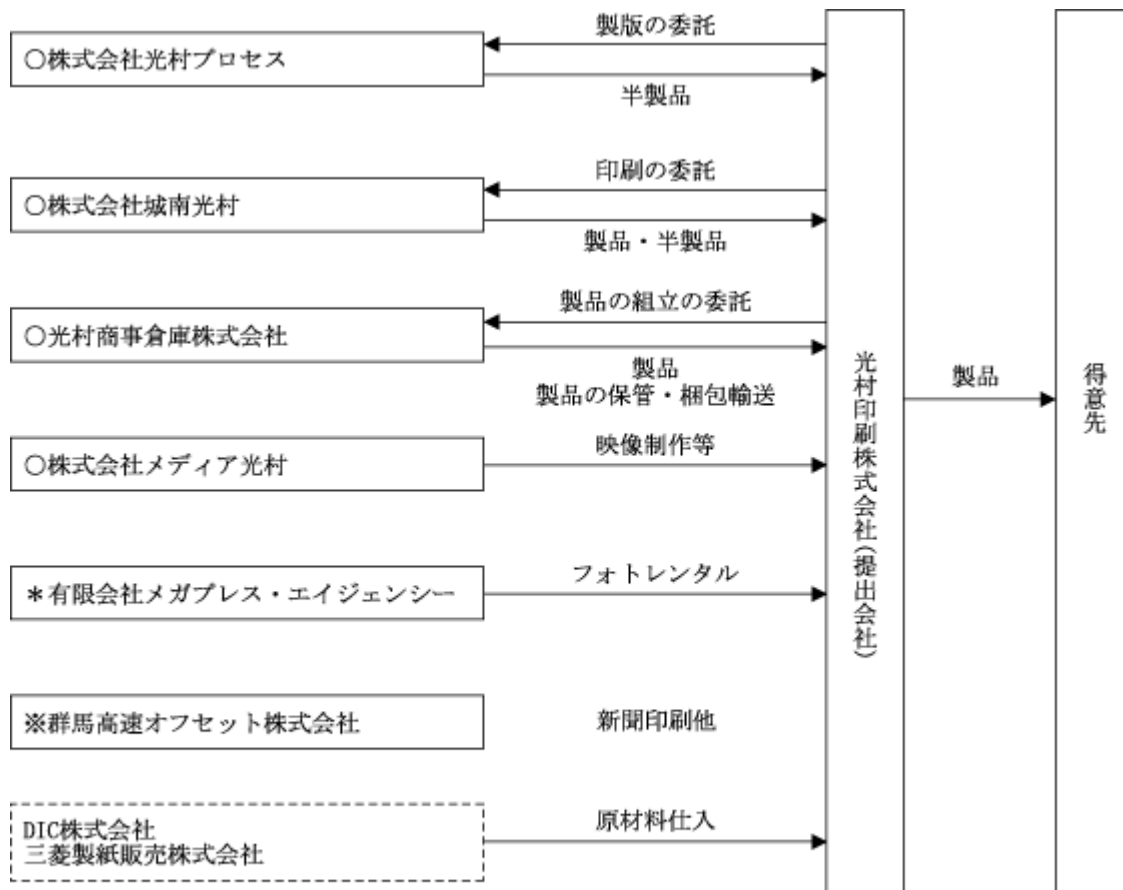 製版の委託
○株式会社光村プロセス
半製品
印刷の委託
○株式会社城南光村
製品・半製品
製品の組立の委託
○光村商事倉庫株式会社
製品
製品の保管・梱包輸送
映像制作等
○株式会社メディア光村
フォトレンタル
＊有限会社メガプレス・エイジェンシー
※群馬高速オフセット株式会社
新聞印刷他
原材料仕入
DIC株式会社
三菱製紙販売株式会社
光村印刷株式会社(提出会社)
製品
得意先